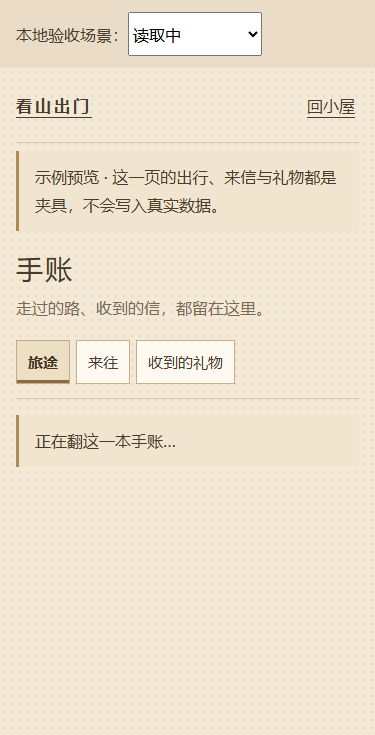 本地验收场景： 读取中
看山出门 回小屋
示例预览 · 这一页的出行、来信与礼物都是
夹具，不会写入真实数据。
手账
走过的路、收到的信，都留在这里。
旅途 来往 收到的礼物
正在翻这一本手账…